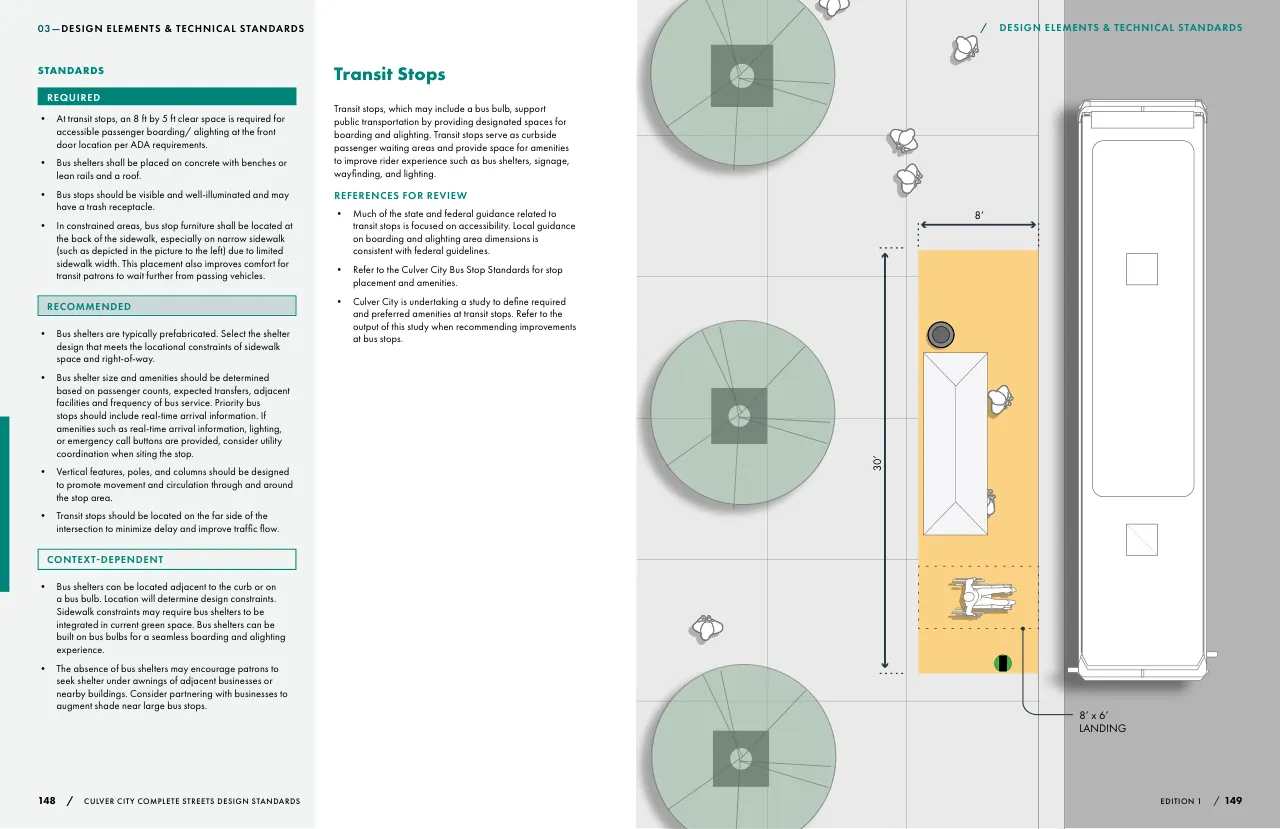 03—DESIGN ELEMENTS & TECHNICAL STANDARDS
STANDARDS
REQUIRED
• At transit stops, an 8 ft by 5 ft clear space is required for
accessible passenger boarding/ alighting at the front
door location per ADA requirements.
• Bus shelters shall be placed on concrete with benches or
lean rails and a roof.
• Bus stops should be visible and well-illuminated and may
have a trash receptacle.
• In constrained areas, bus stop furniture shall be located at
the back of the sidewalk, especially on narrow sidewalk
(such as depicted in the picture to the left) due to limited
sidewalk width. This placement also improves comfort for
transit patrons to wait further from passing vehicles.
RECOMMENDED
• Bus shelters are typically prefabricated. Select the shelter
design that meets the locational constraints of sidewalk
space and right-of-way.
• Bus shelter size and amenities should be determined
based on passenger counts, expected transfers, adjacent
facilities and frequency of bus service. Priority bus
stops should include real-time arrival information. If
amenities such as real-time arrival information, lighting,
or emergency call buttons are provided, consider utility
coordination when siting the stop.
• Vertical features, poles, and columns should be designed
to promote movement and circulation through and around
the stop area.
• Transit stops should be located on the far side of the
intersection to minimize delay and improve traffic flow.
CONTEXT-DEPENDENT
• Bus shelters can be located adjacent to the curb or on
a bus bulb. Location will determine design constraints.
Sidewalk constraints may require bus shelters to be
integrated in current green space. Bus shelters can be
built on bus bulbs for a seamless boarding and alighting
experience.
• The absence of bus shelters may encourage patrons to
seek shelter under awnings of adjacent businesses or
nearby buildings. Consider partnering with businesses to
augment shade near large bus stops.
148 / CULVER CITY COMPLETE STREETS DESIGN STANDARDS
Transit Stops
Transit stops, which may include a bus bulb, support
public transportation by providing designated spaces for
boarding and alighting. Transit stops serve as curbside
passenger waiting areas and provide space for amenities
to improve rider experience such as bus shelters, signage,
wayfinding, and lighting.
REFERENCES FOR REVIEW
• Much of the state and federal guidance related to
transit stops is focused on accessibility. Local guidance
on boarding and alighting area dimensions is
consistent with federal guidelines.
• Refer to the Culver City Bus Stop Standards for stop
placement and amenities.
• Culver City is undertaking a study to define required
and preferred amenities at transit stops. Refer to the
output of this study when recommending improvements
at bus stops.
/ DESIGN ELEMENTS & TECHNICAL STANDARDS
8’
30’
8’ x 6’
LANDING
EDITION 1 / 149